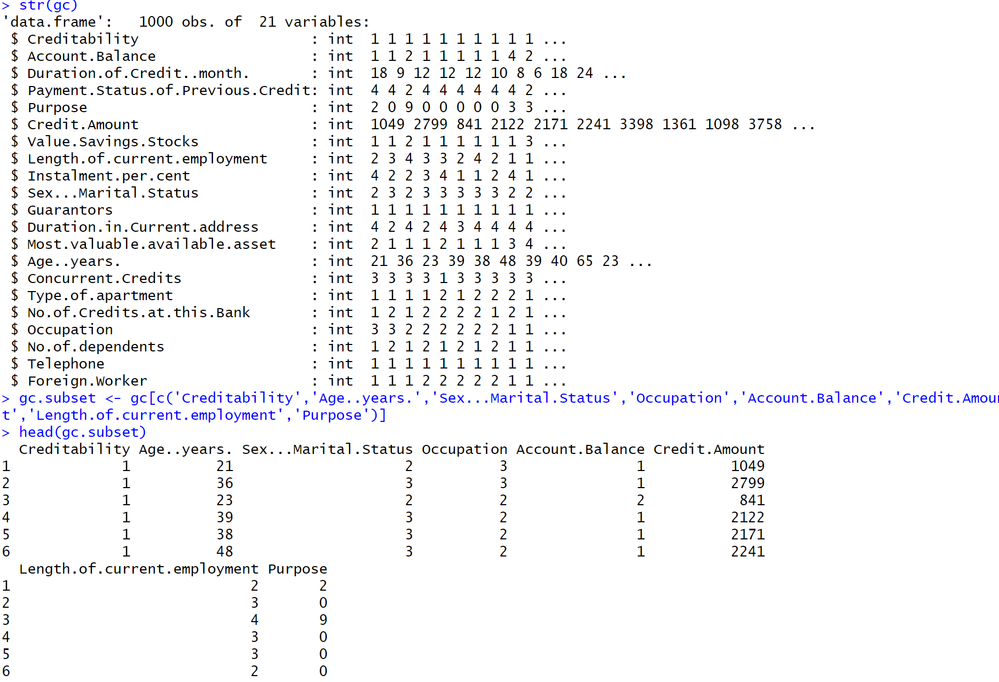 > str(gc)
'data.frame':   1000 obs. of  21 variables:
 $ Creditability                    : int  1 1 1 1 1 1 1 1 1 1 ...
 $ Account.Balance                  : int  1 1 2 1 1 1 1 1 4 2 ...
 $ Duration.of.Credit..month.       : int  18 9 12 12 12 10 8 6 18 24 ...
 $ Payment.Status.of.Previous.Credit: int  4 4 2 4 4 4 4 4 4 2 ...
 $ Purpose                          : int  2 0 9 0 0 0 0 0 3 3 ...
 $ Credit.Amount                    : int  1049 2799 841 2122 2171 2241 3398 1361 1098 3758 ...
 $ Value.Savings.Stocks             : int  1 1 2 1 1 1 1 1 1 3 ...
 $ Length.of.current.employment     : int  2 3 4 3 3 2 4 2 1 1 ...
 $ Instalment.per.cent              : int  4 2 2 3 4 1 1 2 4 1 ...
 $ Sex...Marital.Status             : int  2 3 2 3 3 3 3 3 2 2 ...
 $ Guarantors                       : int  1 1 1 1 1 1 1 1 1 1 ...
 $ Duration.in.Current.address      : int  4 2 4 2 4 3 4 4 4 4 ...
 $ Most.valuable.available.asset    : int  2 1 1 1 2 1 1 1 3 4 ...
 $ Age..years.                      : int  21 36 23 39 38 48 39 40 65 23 ...
 $ Concurrent.Credits               : int  3 3 3 3 1 3 3 3 3 3 ...
 $ Type.of.apartment                : int  1 1 1 1 2 1 2 2 2 1 ...
 $ No.of.Credits.at.this.Bank       : int  1 2 1 2 2 2 2 1 2 1 ...
 $ Occupation                       : int  3 3 2 2 2 2 2 2 1 1 ...
 $ No.of.dependents                 : int  1 2 1 2 1 2 1 2 1 1 ...
 $ Telephone                        : int  1 1 1 1 1 1 1 1 1 1 ...
 $ Foreign.Worker                   : int  1 1 1 2 2 2 2 2 1 1 ...
> gc.subset <- gc[c('Creditability','Age..years.','Sex...Marital.Status','Occupation','Account.Balance','Credit.Amoun
t','Length.of.current.employment','Purpose')]
> head(gc.subset)
  Creditability Age..years. Sex...Marital.Status Occupation Account.Balance Credit.Amount
1             1          21                    2          3               1          1049
2             1          36                    3          3               1          2799
3             1          23                    2          2               2           841
4             1          39                    3          2               1          2122
5             1          38                    3          2               1          2171
6             1          48                    3          2               1          2241
  Length.of.current.employment Purpose
1                            2       2
2                            3       0
3                            4       9
4                            3       0
5                            3       0
6                            2       0